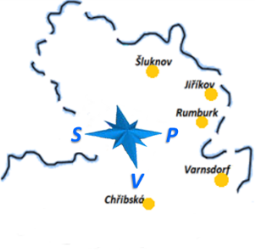 Šluknov
Jiříkov
Rumburk
S P
Varnsdorf
V
Chřibská